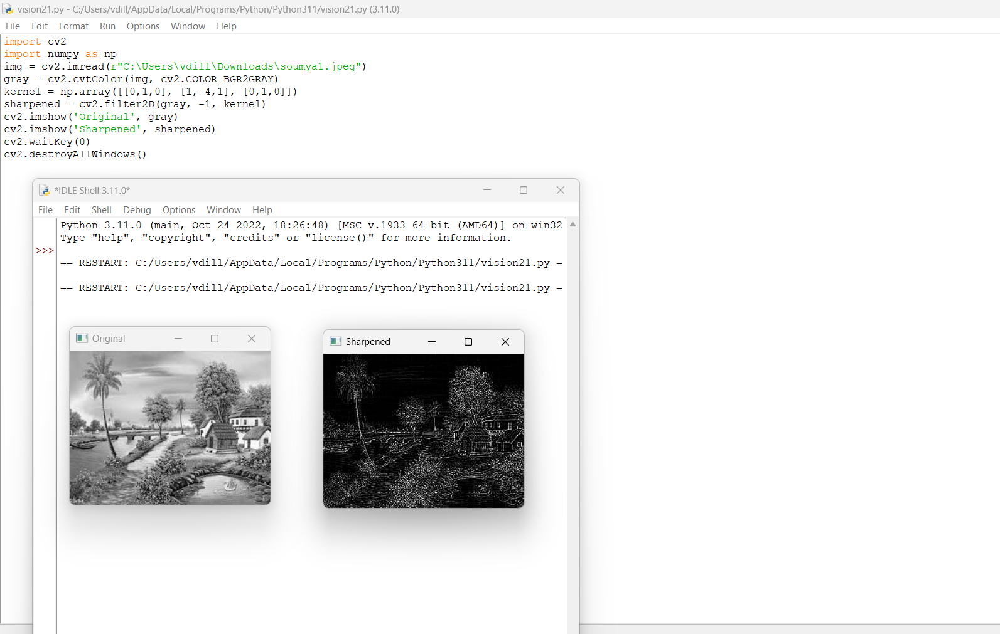 vision21.py - C:/Users/vdill/AppData/Local/Programs/Python/Python311/vision21.py (3.11.0)
File Edit Format Run Options Window Help
import cv2
import numpy as np
img = cv2.imread(r"C:\Users\vdill\Downloads\soumya1.jpeg")
gray = cv2.cvtColor(img, cv2.COLOR_BGR2GRAY)
kernel = np.array([[0,1,0], [1,-4,1], [0,1,0]])
sharpened = cv2.filter2D(gray, -1, kernel)
cv2.imshow('Original', gray)
cv2.imshow('Sharpened', sharpened)
cv2.waitKey(0)
cv2.destroyAllWindows()
*IDLE Shell 3.11.0*
File Edit Shell Debug Options Window Help
Python 3.11.0 (main, Oct 24 2022, 18:26:48) [MSC v.1933 64 bit (AMD64)] on win32
Type "help", "copyright", "credits" or "license()" for more information.
>>>
== RESTART: C:/Users/vdill/AppData/Local/Programs/Python/Python311/vision21.py =
== RESTART: C:/Users/vdill/AppData/Local/Programs/Python/Python311/vision21.py =
Original
Sharpened